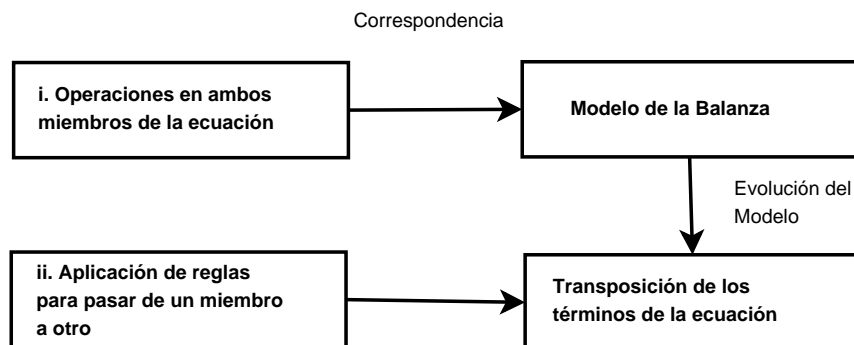 Correspondencia
i. Operaciones en ambos
miembros de la ecuación
Modelo de la Balanza
Evolución del
Modelo
ii. Aplicación de reglas
para pasar de un miembro
a otro
Transposición de los
términos de la ecuación